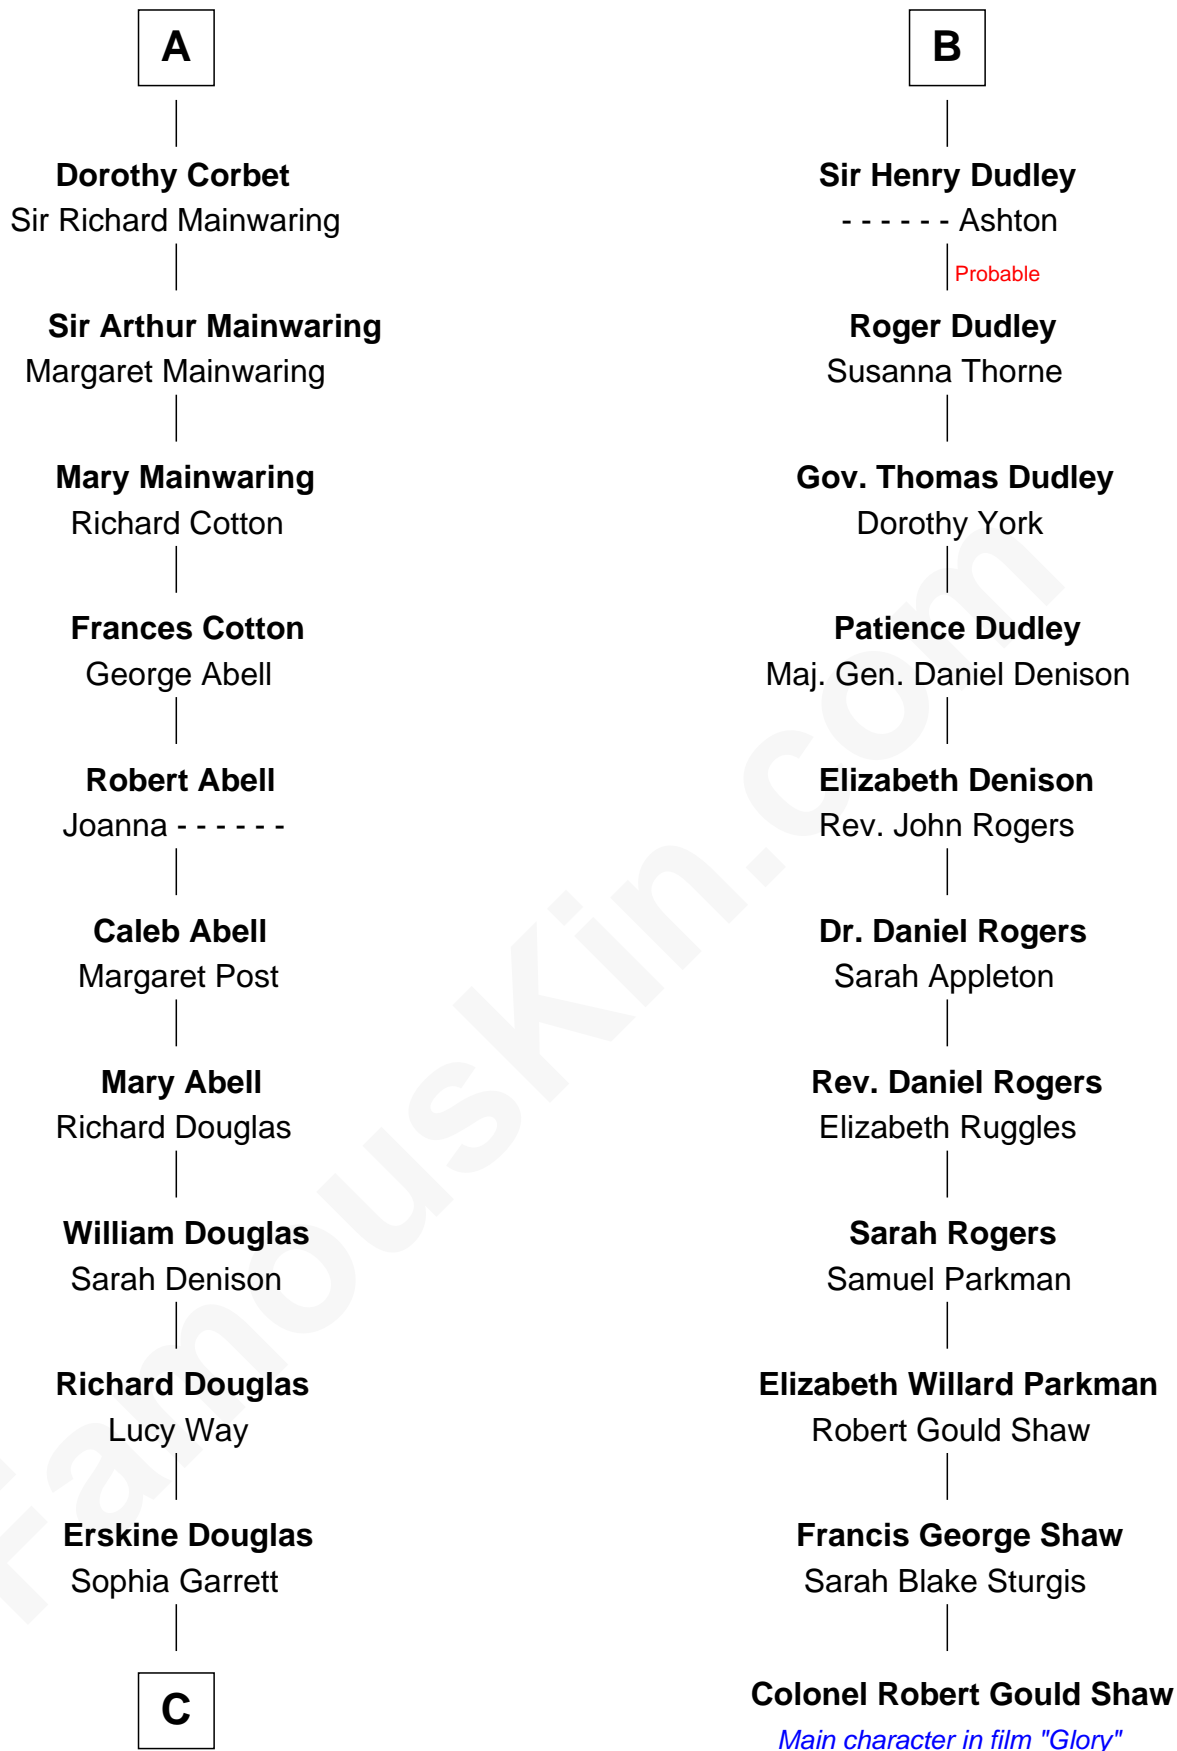 A
Dorothy Corbet
Sir Richard Mainwaring
Sir Arthur Mainwaring
Margaret Mainwaring
Mary Mainwaring
Richard Cotton
Frances Cotton
George Abell
Robert Abell
Joanna - - - - - -
Caleb Abell
Margaret Post
Mary Abell
Richard Douglas
William Douglas
Sarah Denison
Richard Douglas
Lucy Way
Erskine Douglas
Sophia Garrett
C
B
Sir Henry Dudley
- - - - - - Ashton
Probable
Roger Dudley
Susanna Thorne
Gov. Thomas Dudley
Dorothy York
Patience Dudley
Maj. Gen. Daniel Denison
Elizabeth Denison
Rev. John Rogers
Dr. Daniel Rogers
Sarah Appleton
Rev. Daniel Rogers
Elizabeth Ruggles
Sarah Rogers
Samuel Parkman
Elizabeth Willard Parkman
Robert Gould Shaw
Francis George Shaw
Sarah Blake Sturgis
Colonel Robert Gould Shaw
Main character in film "Glory"
FamousKin.com